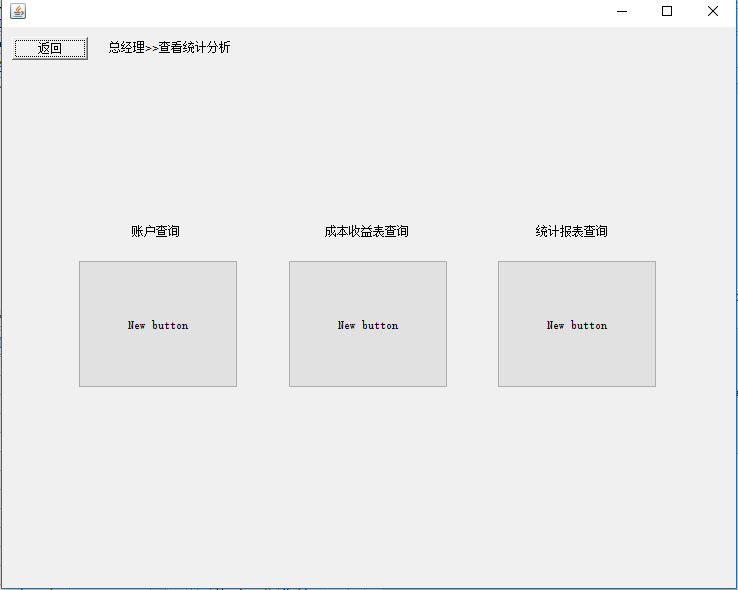 返回
总经理>>查看统计分析
账户查询
成本收益表查询
统计报表查询
New button
New button
New button